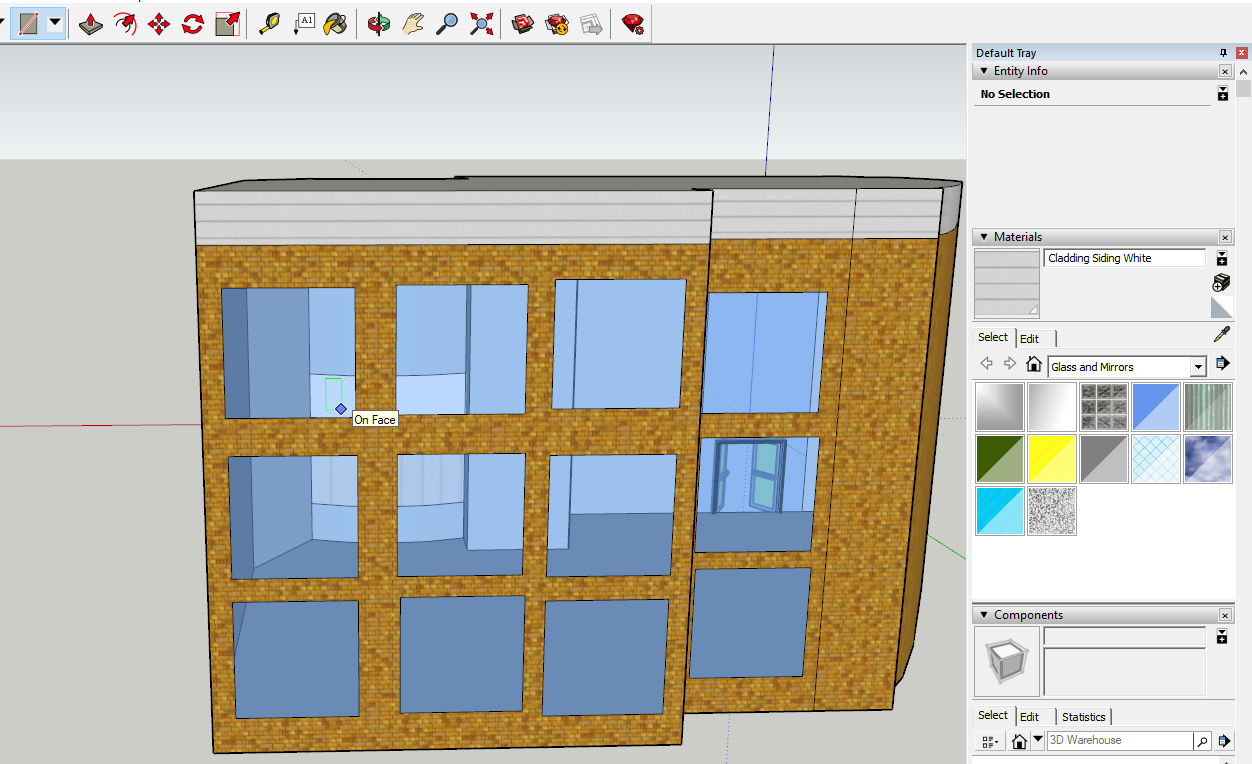 A1
Default Tray
Entity Info
No Selection
Materials
Cladding Siding White
Select
Edit
Glass and Mirrors
On Face
Components
Select
Edit
Statistics
3D Warehouse